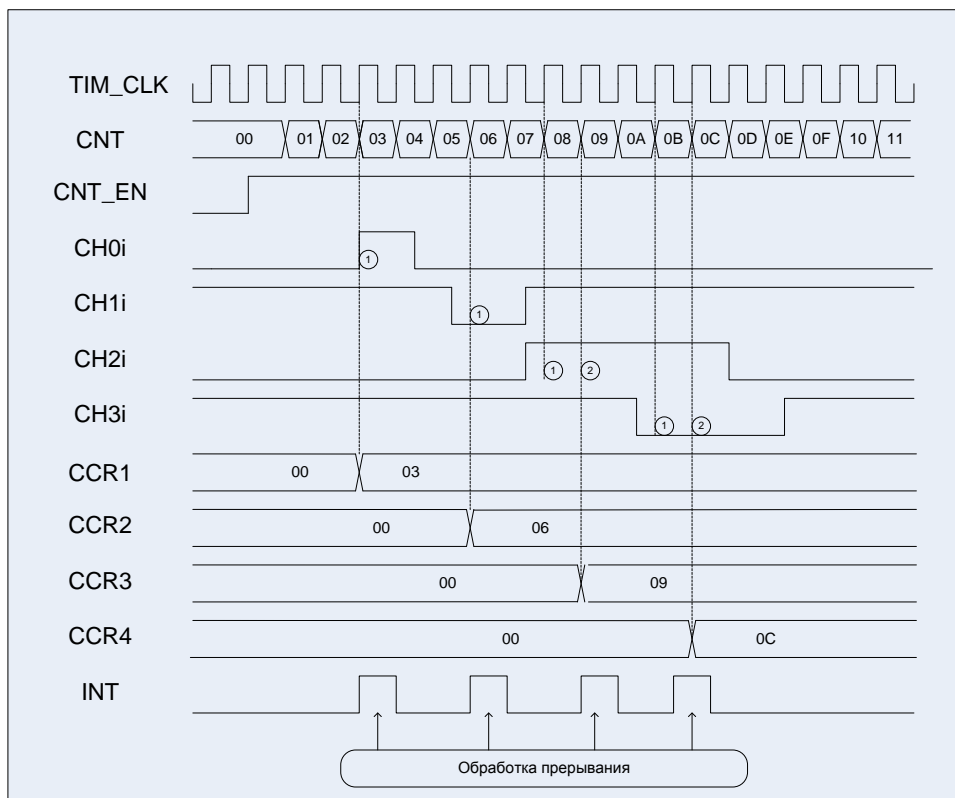 TIM_CLK
CNT 00 01 02 03 04 05 06 07 08 09 0A 0B 0C 0D 0E 0F 10 11
CNT_EN
CH0i 1
CH1i 1
CH2i 1 2
CH3i 1 2
CCR1 00 03
CCR2 00 06
CCR3 00 09
CCR4 00 0C
INT
Обработка прерывания